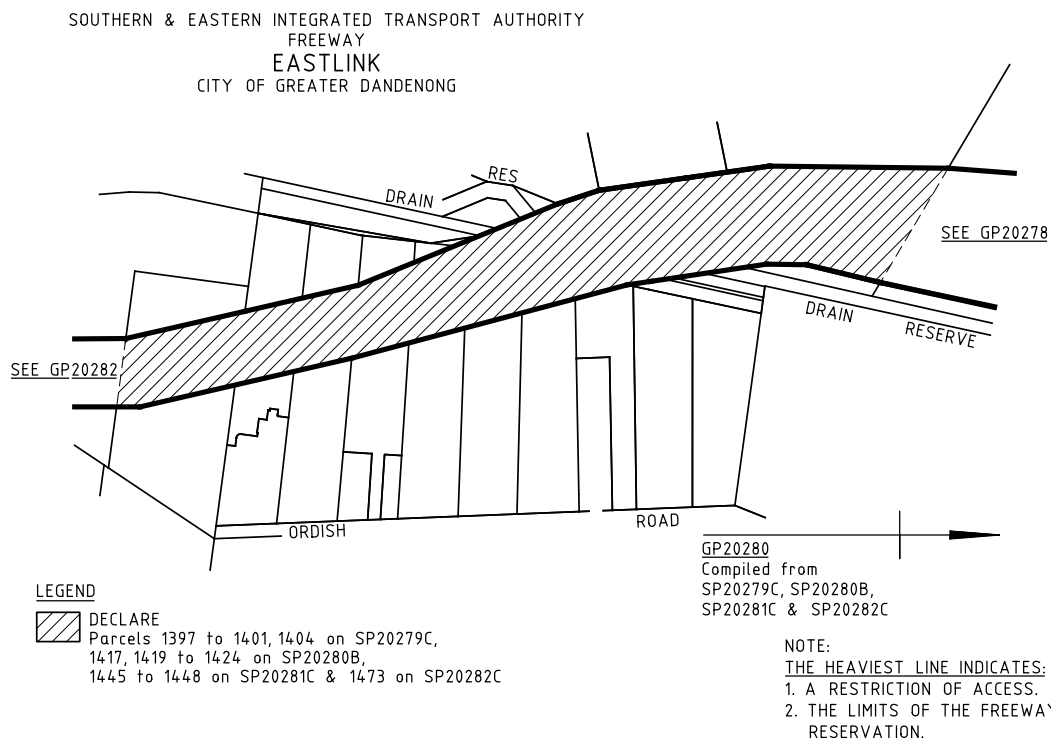 SOUTHERN & EASTERN INTEGRATED TRANSPORT AUTHORITY
FREEWAY
EASTLINK
CITY OF GREATER DANDENONG
RES
DRAIN
SEE GP20278
DRAIN
RESERVE
SEE GP20282
ORDISH
ROAD
GP20280
Compiled from
SP20279C, SP20280B,
SP20281C & SP20282C
LEGEND
DECLARE
Parcels 1397 to 1401, 1404 on SP20279C,
1417, 1419 to 1424 on SP20280B,
1445 to 1448 on SP20281C & 1473 on SP20282C
NOTE:
THE HEAVIEST LINE INDICATES:
1. A RESTRICTION OF ACCESS.
2. THE LIMITS OF THE FREEWAY
RESERVATION.